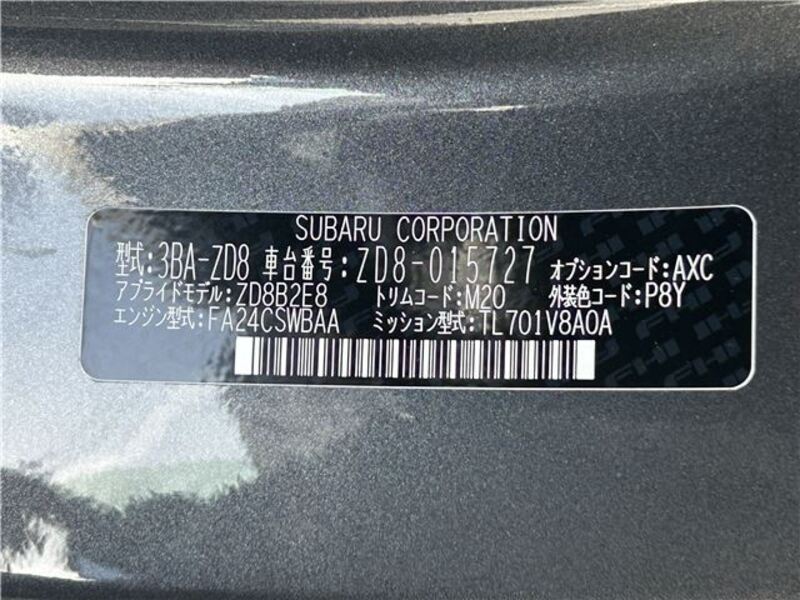 SUBARU CORPORATION
型式:3BA-ZD8 車台番号:ZD8-015727 オプションコード:AXC
アプライドモデル:ZD8B2E8 トリムコード:M20 外装色コード:P8Y
エンジン型式:FA24CSWBAA ミッション型式:TL701V8A0A
FHI FHI